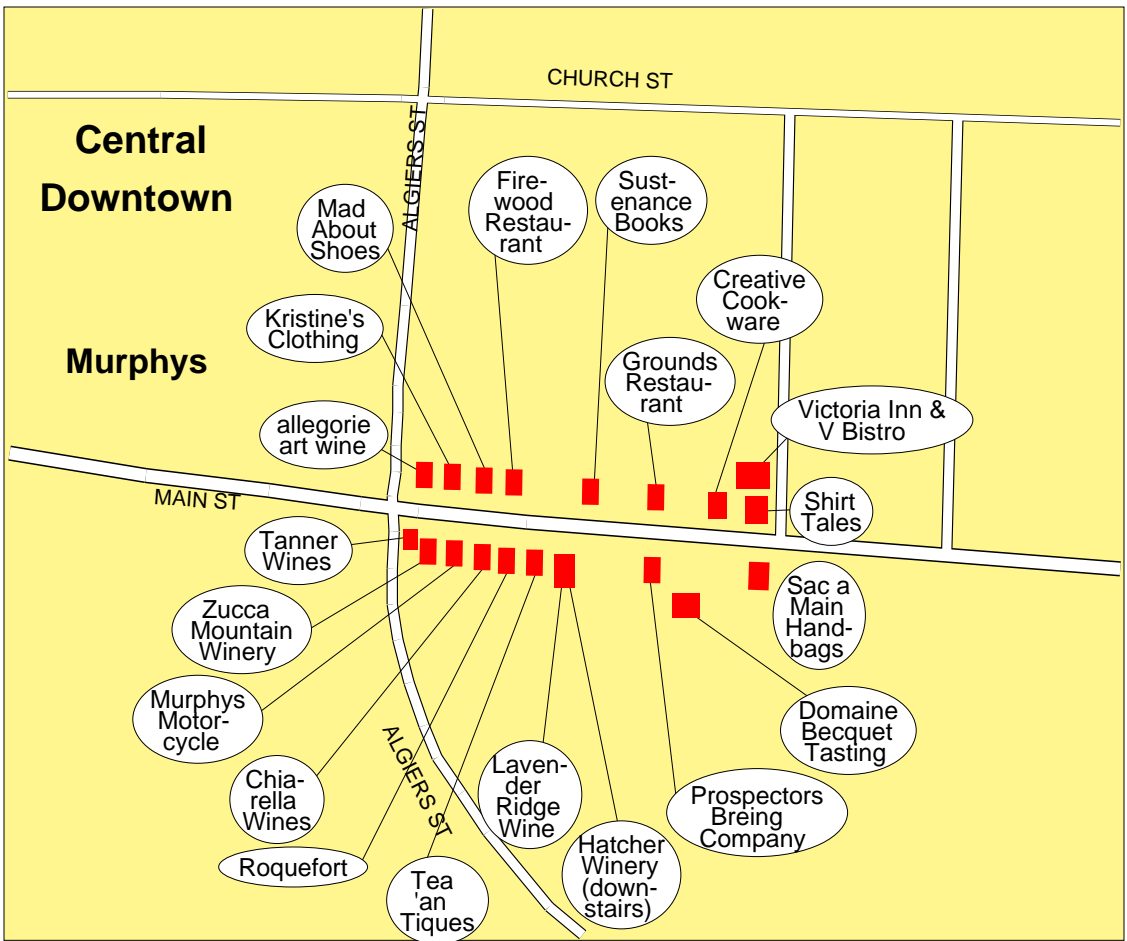 CHURCH ST
Central
Downtown
ALGIERS ST
Mad
About
Shoes
Fire-
wood
Restau-
rant
Sust-
enance
Books
Creative
Cook-
ware
Kristine's
Clothing
Murphys
Grounds
Restau-
rant
Victoria Inn &
V Bistro
allegorie
art wine
MAIN ST
Shirt
Tales
Tanner
Wines
Sac a
Main
Hand-
bags
Zucca
Mountain
Winery
Murphys
Motor-
cycle
Domaine
Becquet
Tasting
ALGIERS ST
Chia-
rella
Wines
Laven-
der
Ridge
Wine
Prospectors
Breing
Company
Roquefort
Hatcher
Winery
(down-
stairs)
Tea
'an
Tiques